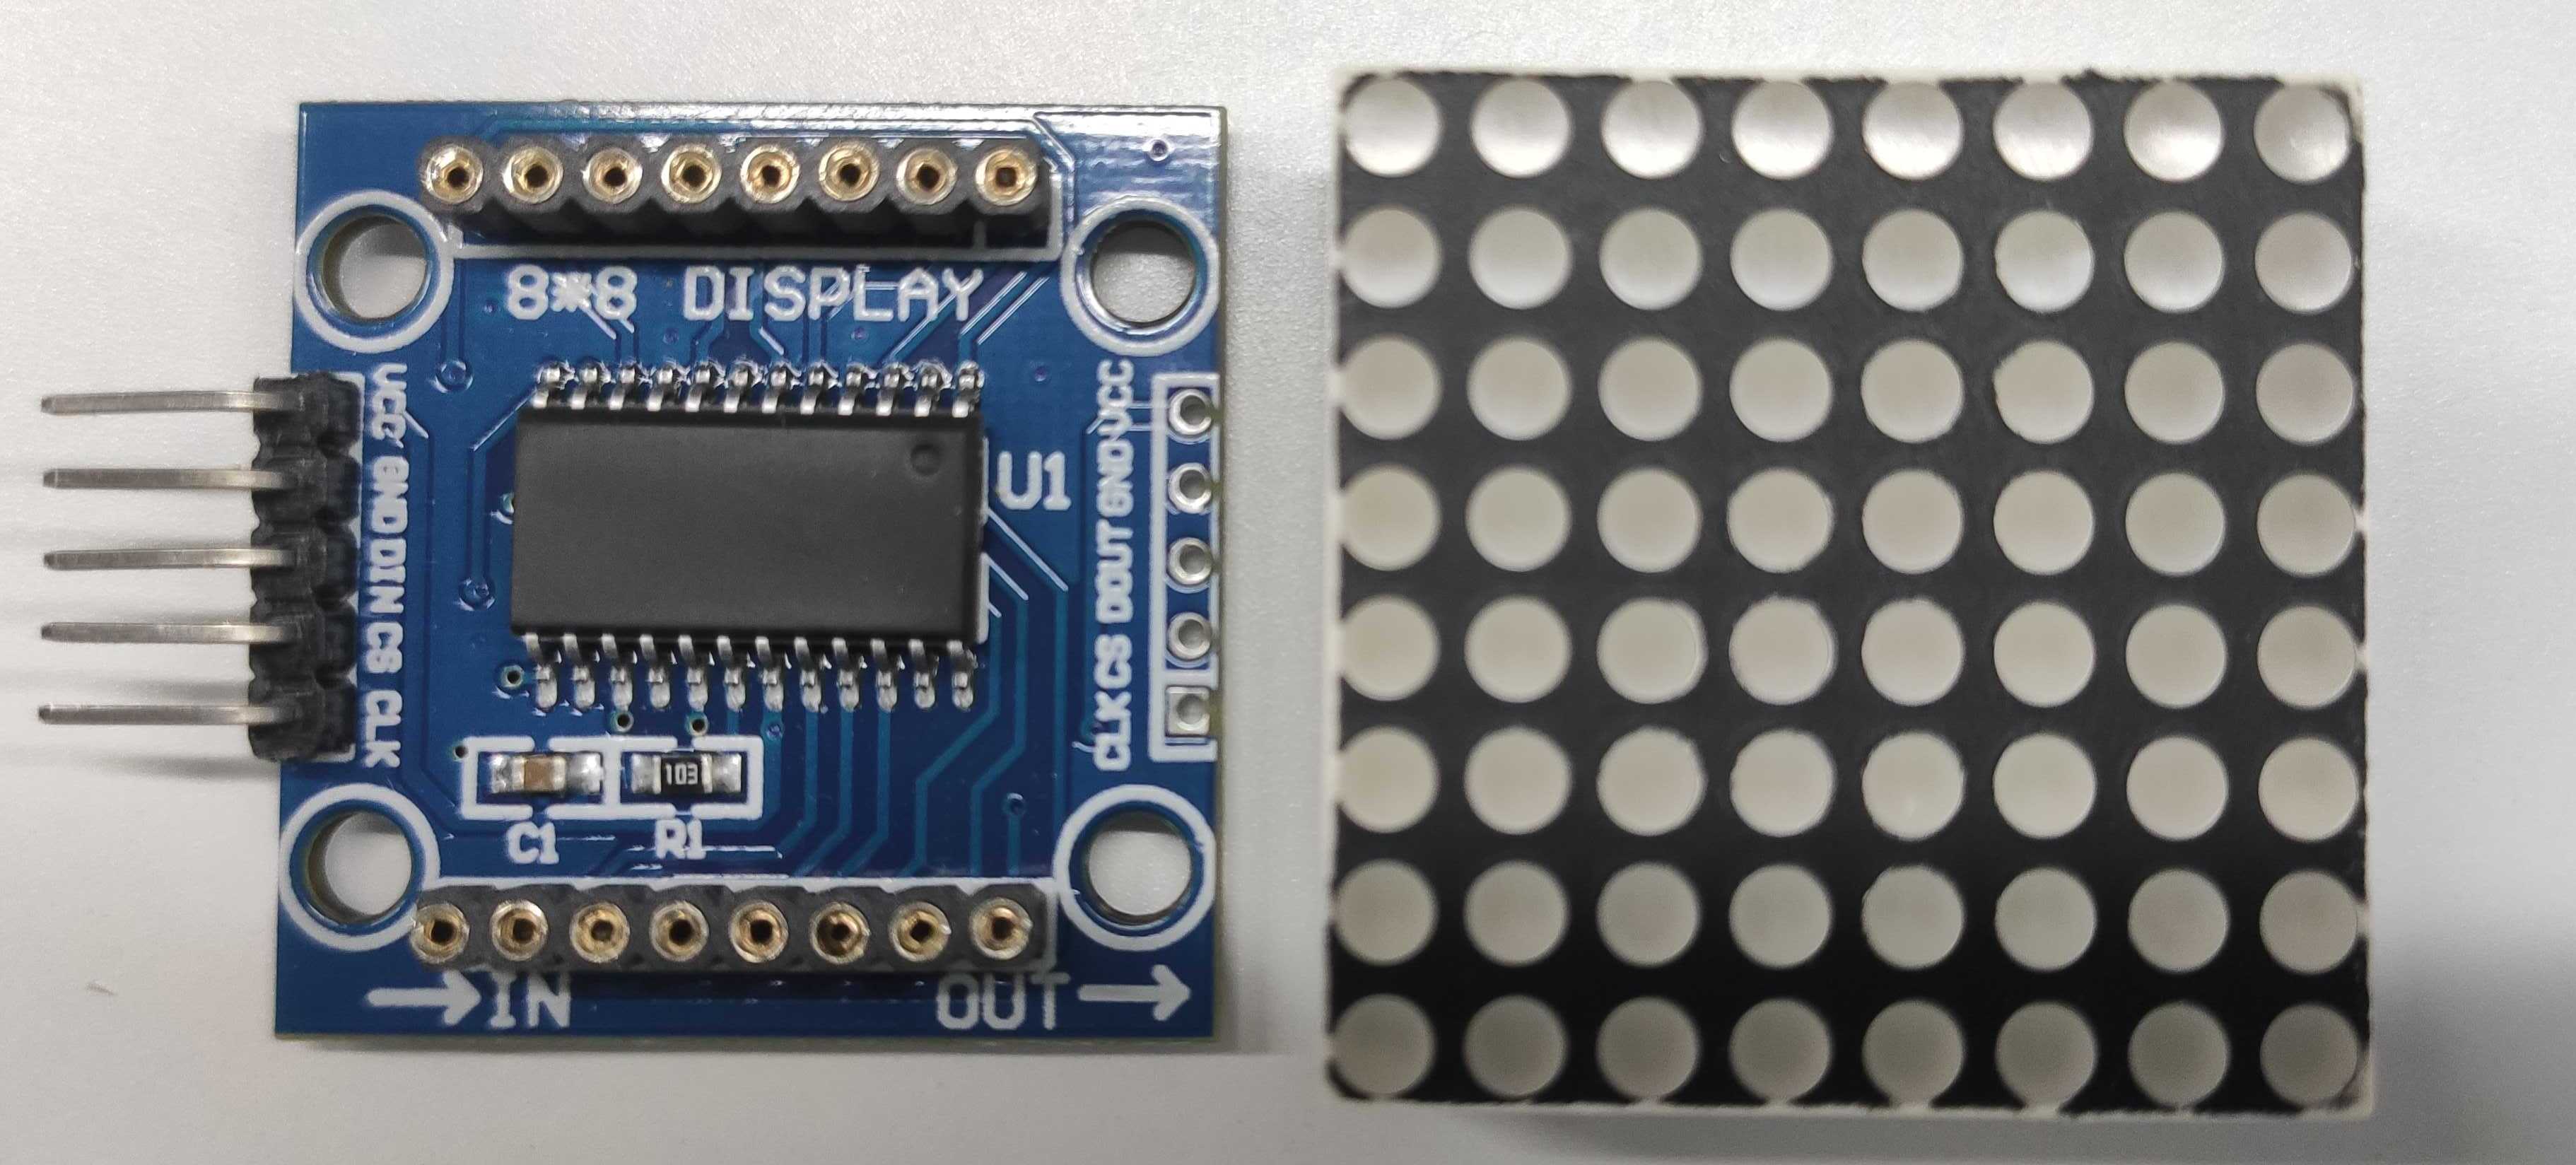 8*8 DISPLAY
VCC GND DIN CS CLK
U1
CLK CS DOUT GND VCC
103
C1
R1
IN
OUT